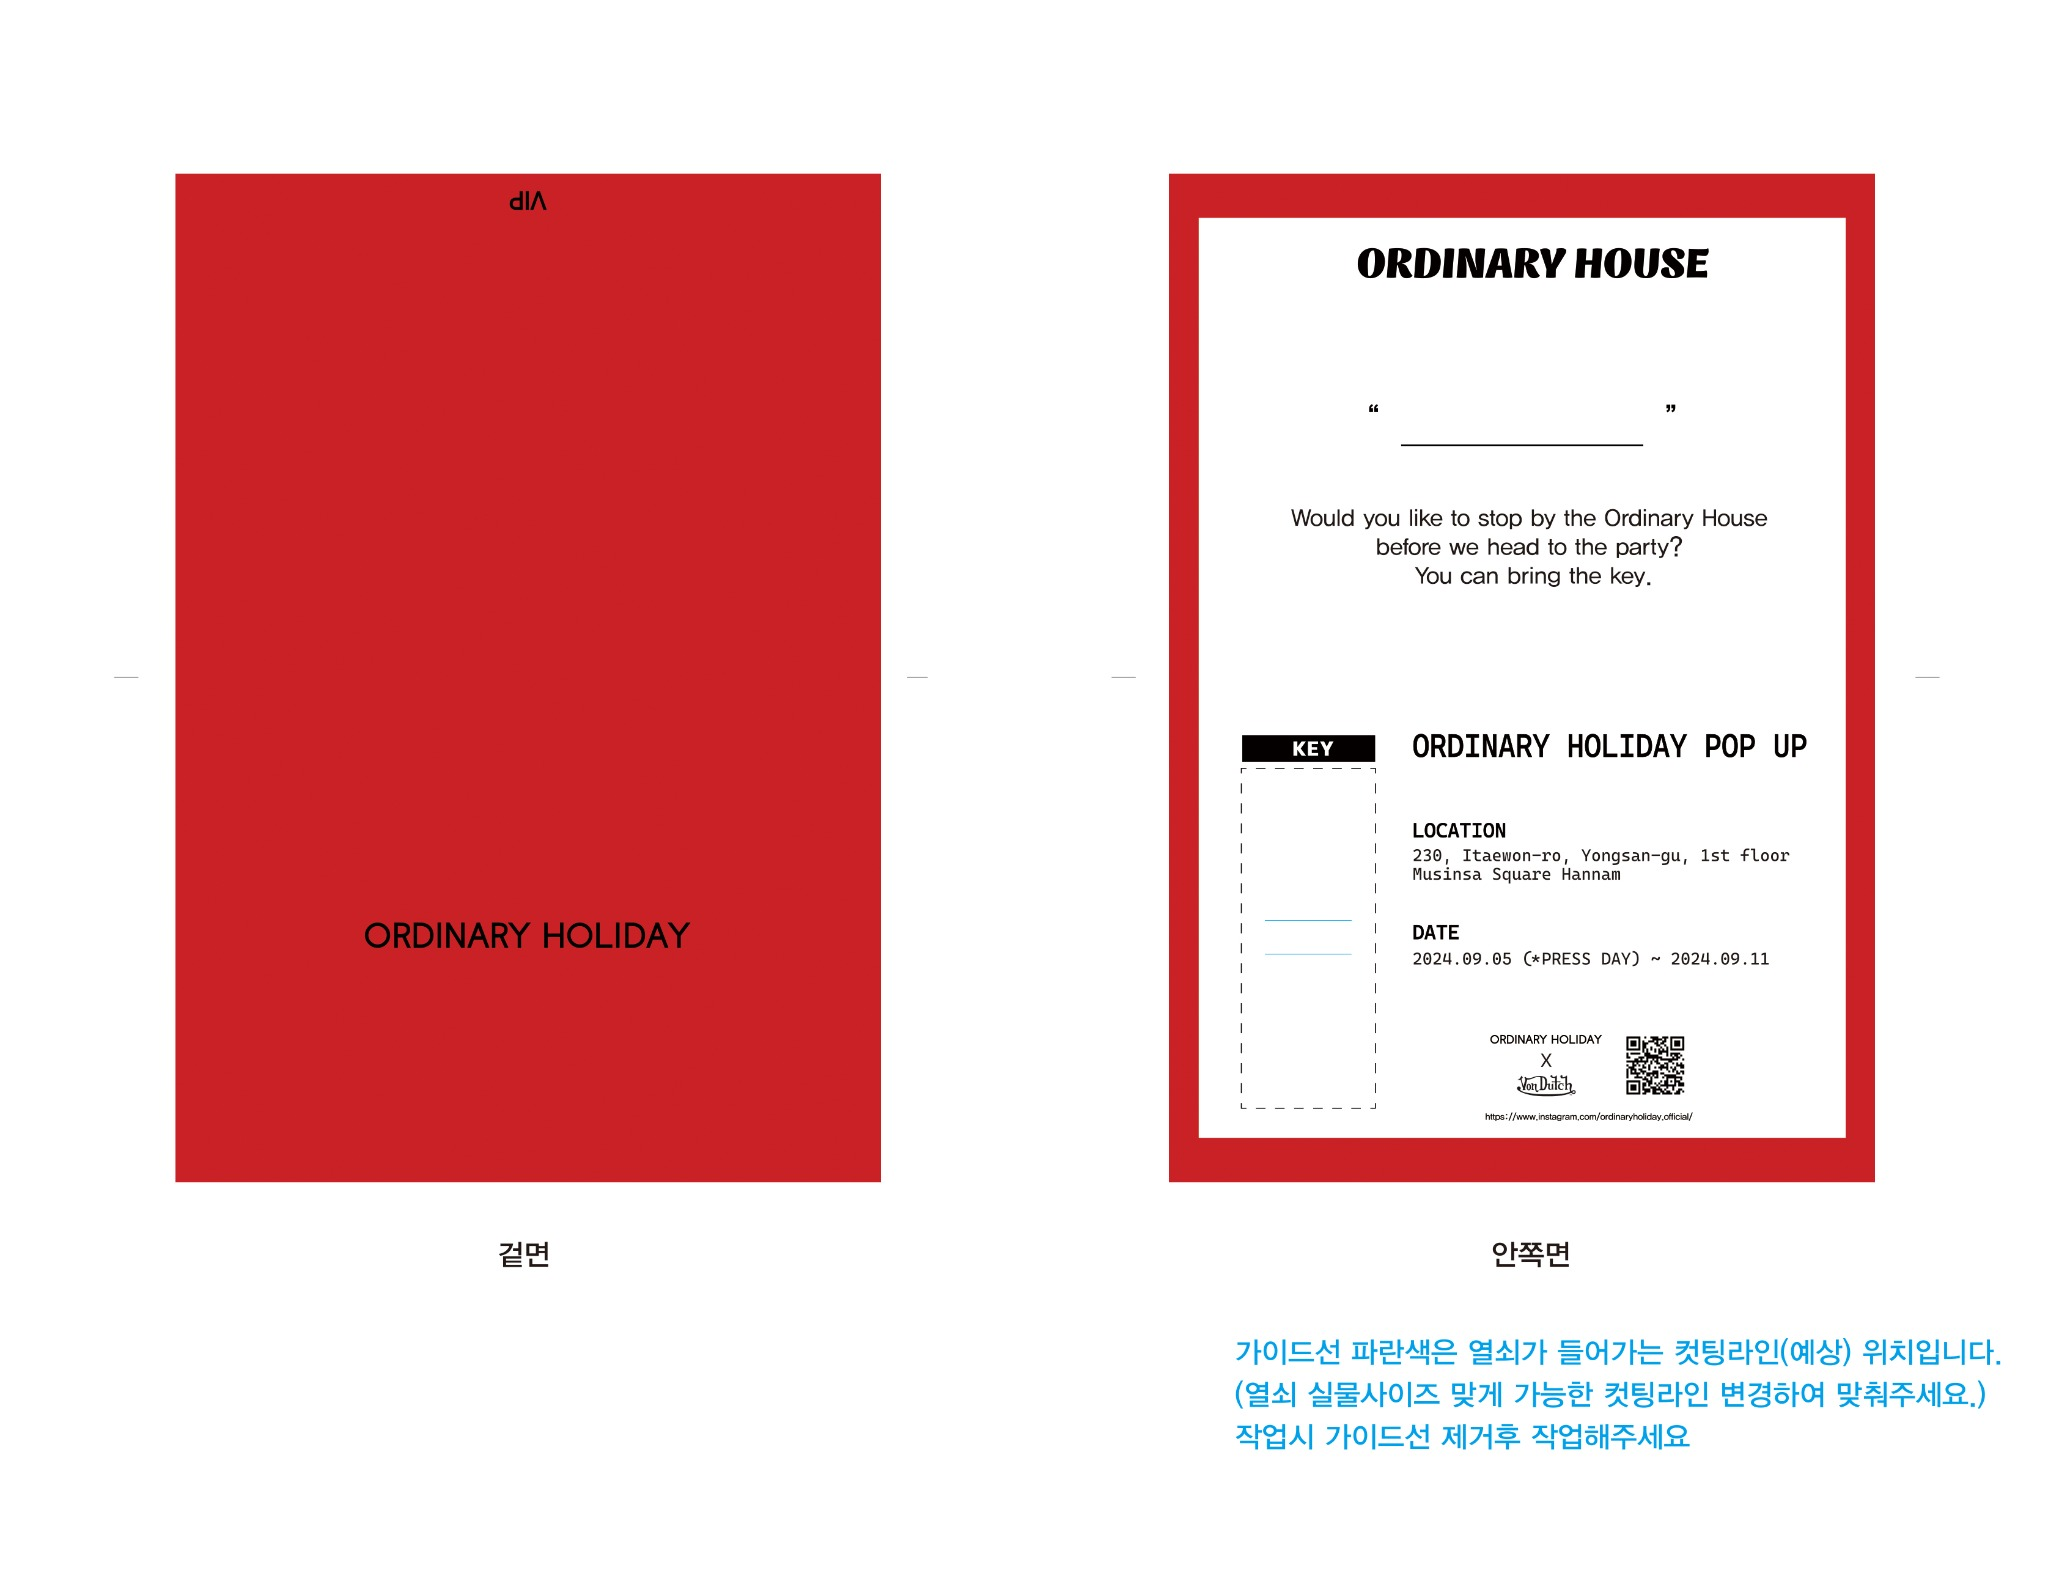 VIP
ORDINARY HOLIDAY
겉면
ORDINARY HOUSE
“ ”
Would you like to stop by the Ordinary House
before we head to the party?
You can bring the key.
KEY
ORDINARY HOLIDAY POP UP
LOCATION
230, Itaewon-ro, Yongsan-gu, 1st floor
Musinsa Square Hannam
DATE
2024.09.05 (*PRESS DAY) ~ 2024.09.11
ORDINARY HOLIDAY
X
Von Dutch
https://www.instagram.com/ordinaryholiday.official/
안쪽면
가이드선 파란색은 열쇠가 들어가는 컷팅라인(예상) 위치입니다.
(열쇠 실물사이즈 맞게 가능한 컷팅라인 변경하여 맞춰주세요.)
작업시 가이드선 제거후 작업해주세요